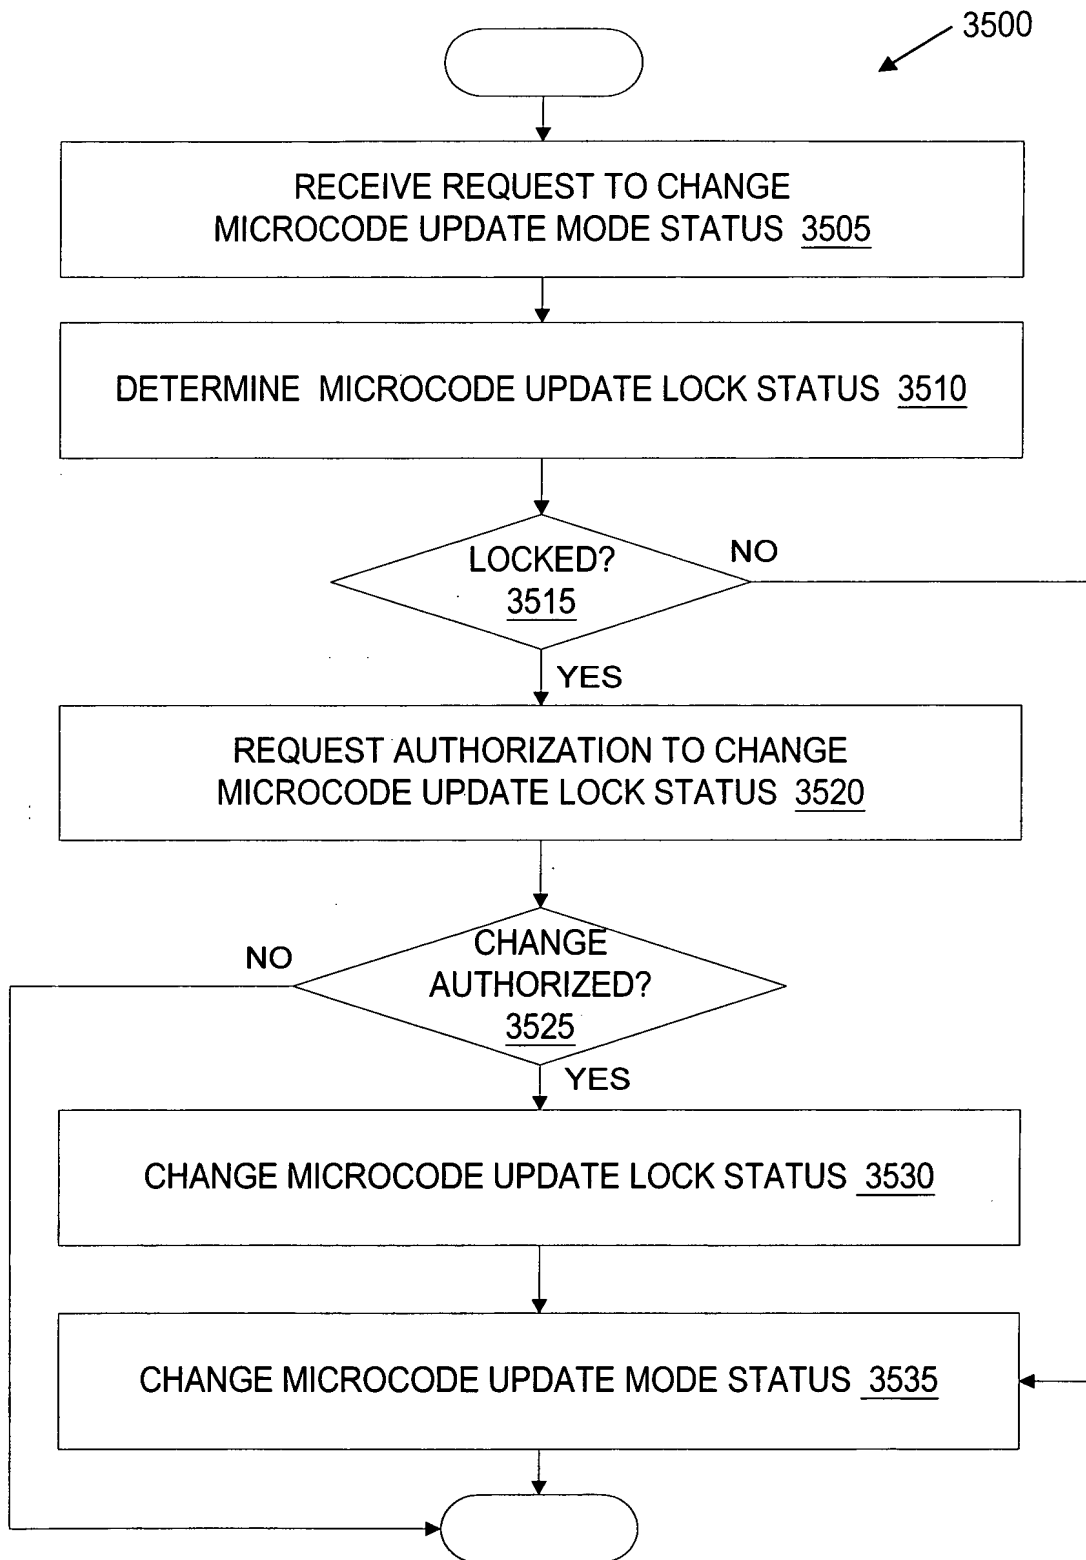 3500
RECEIVE REQUEST TO CHANGE
MICROCODE UPDATE MODE STATUS 3505
DETERMINE MICROCODE UPDATE LOCK STATUS 3510
LOCKED?
3515
NO
YES
REQUEST AUTHORIZATION TO CHANGE
MICROCODE UPDATE LOCK STATUS 3520
CHANGE
AUTHORIZED?
3525
NO
YES
CHANGE MICROCODE UPDATE LOCK STATUS 3530
CHANGE MICROCODE UPDATE MODE STATUS 3535